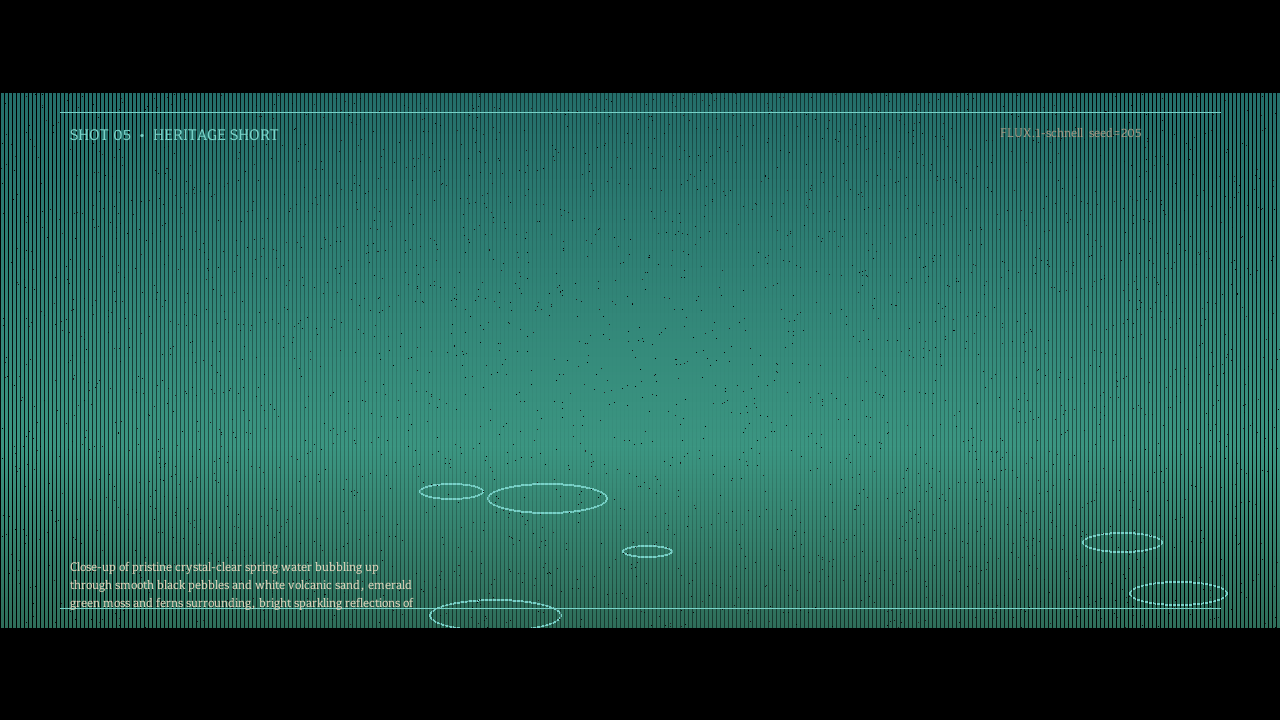 SHOT 05 • HERITAGE SHORT
FLUX.1-schnell seed=205
Close-up of pristine crystal-clear spring water bubbling up
through smooth black pebbles and white volcanic sand, emerald
green moss and ferns surrounding, bright sparkling reflections of